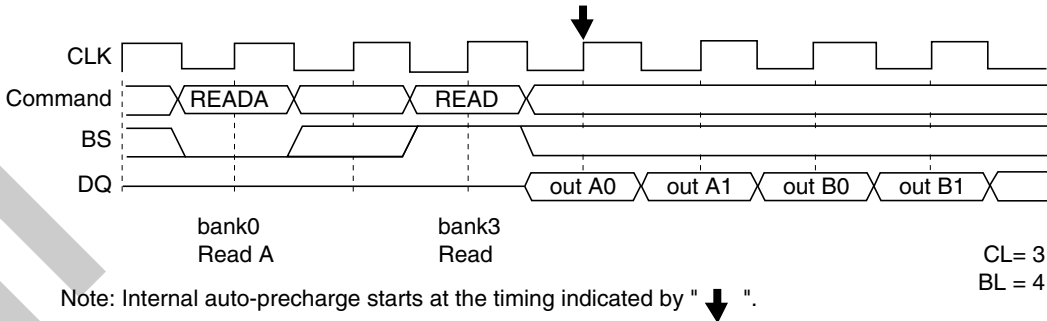 CLK
Command READA READ
BS
DQ out A0 out A1 out B0 out B1
bank0 bank3
Read A Read
CL= 3
BL = 4
Note: Internal auto-precharge starts at the timing indicated by " ".